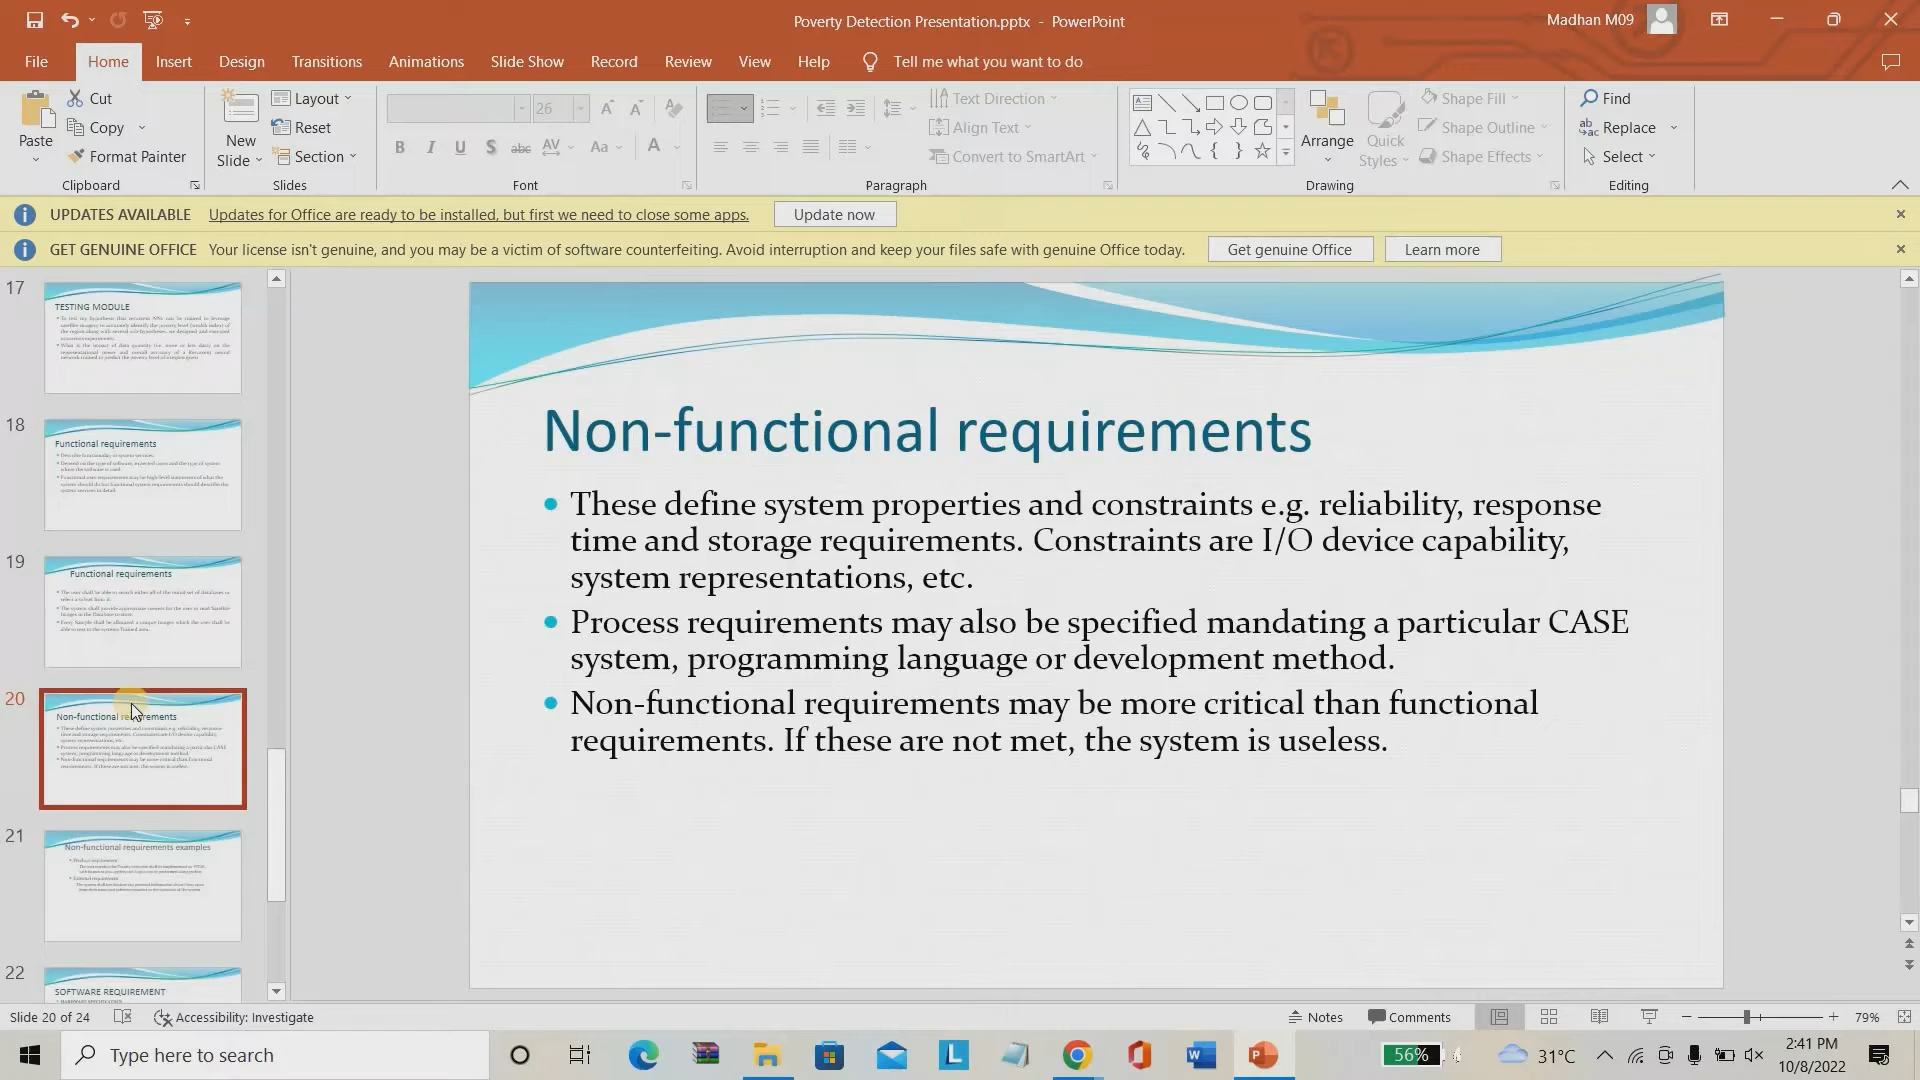 Poverty Detection Presentation.pptx - PowerPoint
Madhan M09
File Home Insert Design Transitions Animations Slide Show Record Review View Help Tell me what you want to do
Paste
Cut
Copy
Format Painter
Clipboard
New
Slide
Layout
Reset
Section
Slides
26
B I U S abc AV Aa A
Font
Text Direction
Align Text
Convert to SmartArt
Paragraph
Arrange
Quick
Styles
Shape Fill
Shape Outline
Shape Effects
Drawing
Find
Replace
Select
Editing
UPDATES AVAILABLE Updates for Office are ready to be installed, but first we need to close some apps. Update now
GET GENUINE OFFICE Your license isn't genuine, and you may be a victim of software counterfeiting. Avoid interruption and keep your files safe with genuine Office today. Get genuine Office Learn more
17
TESTING MODULE
18
Functional requirements
19
Functional requirements
20
Non-functional requirements
21
Non-functional requirements examples
22
SOFTWARE REQUIREMENT
Non-functional requirements
These define system properties and constraints e.g. reliability, response
time and storage requirements. Constraints are I/O device capability,
system representations, etc.
Process requirements may also be specified mandating a particular CASE
system, programming language or development method.
Non-functional requirements may be more critical than functional
requirements. If these are not met, the system is useless.
Slide 20 of 24 Accessibility: Investigate
Notes Comments 79%
Type here to search
56% 31°C
2:41 PM
10/8/2022